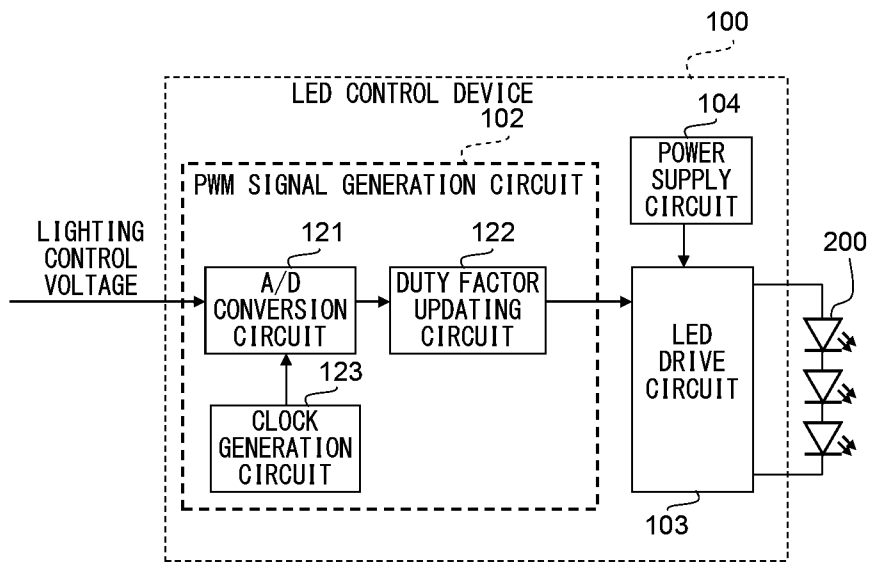 100
LED CONTROL DEVICE
102
104
POWER
SUPPLY
CIRCUIT
PWM SIGNAL GENERATION CIRCUIT
LIGHTING
CONTROL
VOLTAGE
121
A/D
CONVERSION
CIRCUIT
122
DUTY FACTOR
UPDATING
CIRCUIT
200
LED
DRIVE
CIRCUIT
123
CLOCK
GENERATION
CIRCUIT
103